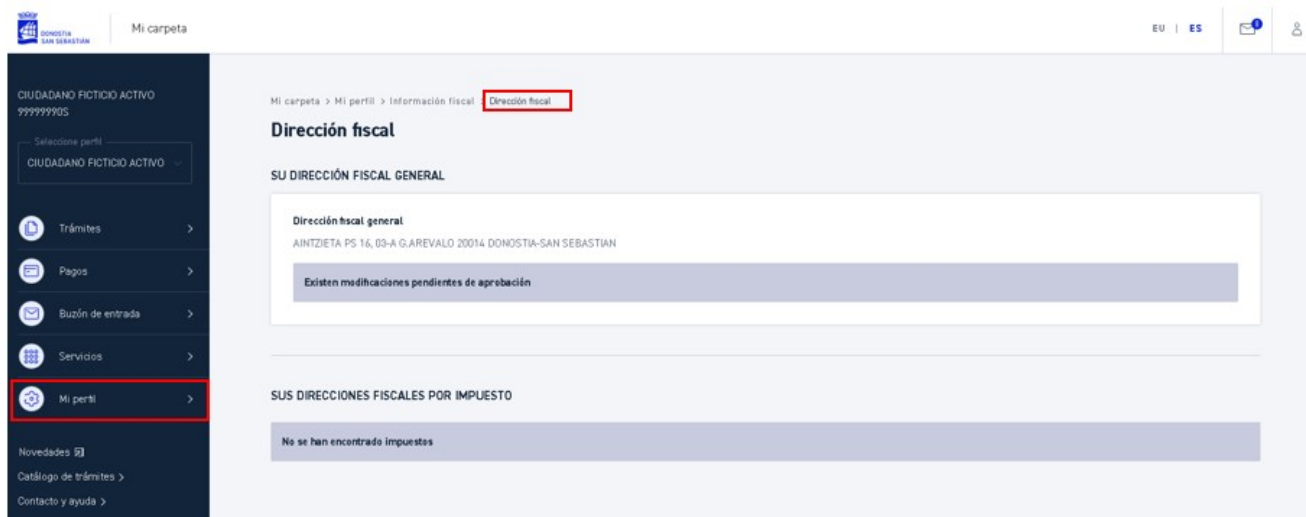 DONOSTIA
SAN SEBASTIÁN
Mi carpeta
EU | ES
0
CIUDADANO FICTICIO ACTIVO
99999990S
Seleccione perfil
CIUDADANO FICTICIO ACTIVO
Trámites
Pagos
Buzón de entrada
Servicios
Mi perfil
Novedades
Catálogo de trámites >
Contacto y ayuda >
Mi carpeta > Mi perfil > Información fiscal > Dirección fiscal
Dirección fiscal
SU DIRECCIÓN FISCAL GENERAL
Dirección fiscal general
AINTZIETA PS 16, 03-A G.AREVALO 20014 DONOSTIA-SAN SEBASTIAN
Existen modificaciones pendientes de aprobación
SUS DIRECCIONES FISCALES POR IMPUESTO
No se han encontrado impuestos